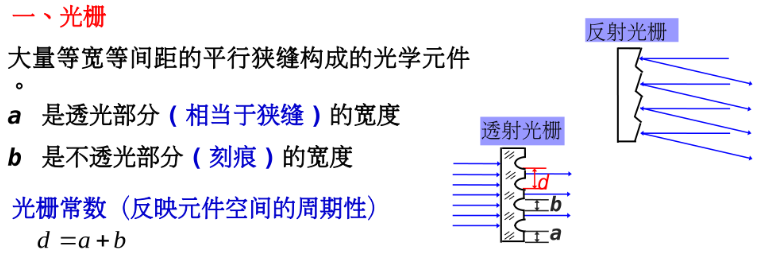 一、光栅
反射光栅
大量等宽等间距的平行狭缝构成的光学元件
。
a 是透光部分(相当于狭缝)的宽度
透射光栅
b 是不透光部分(刻痕)的宽度
d
b
a
光栅常数 (反映元件空间的周期性)
d = a + b